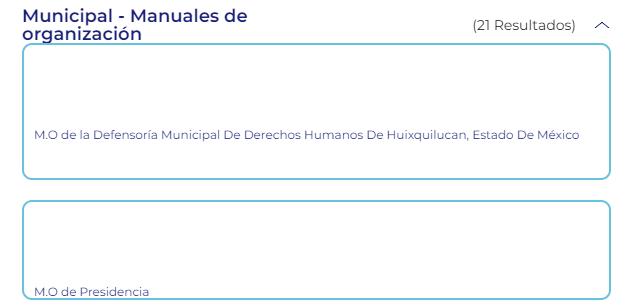 Municipal - Manuales de
organización
(21 Resultados)
M.O de la Defensoría Municipal De Derechos Humanos De Huixquilucan, Estado De México
M.O de Presidencia